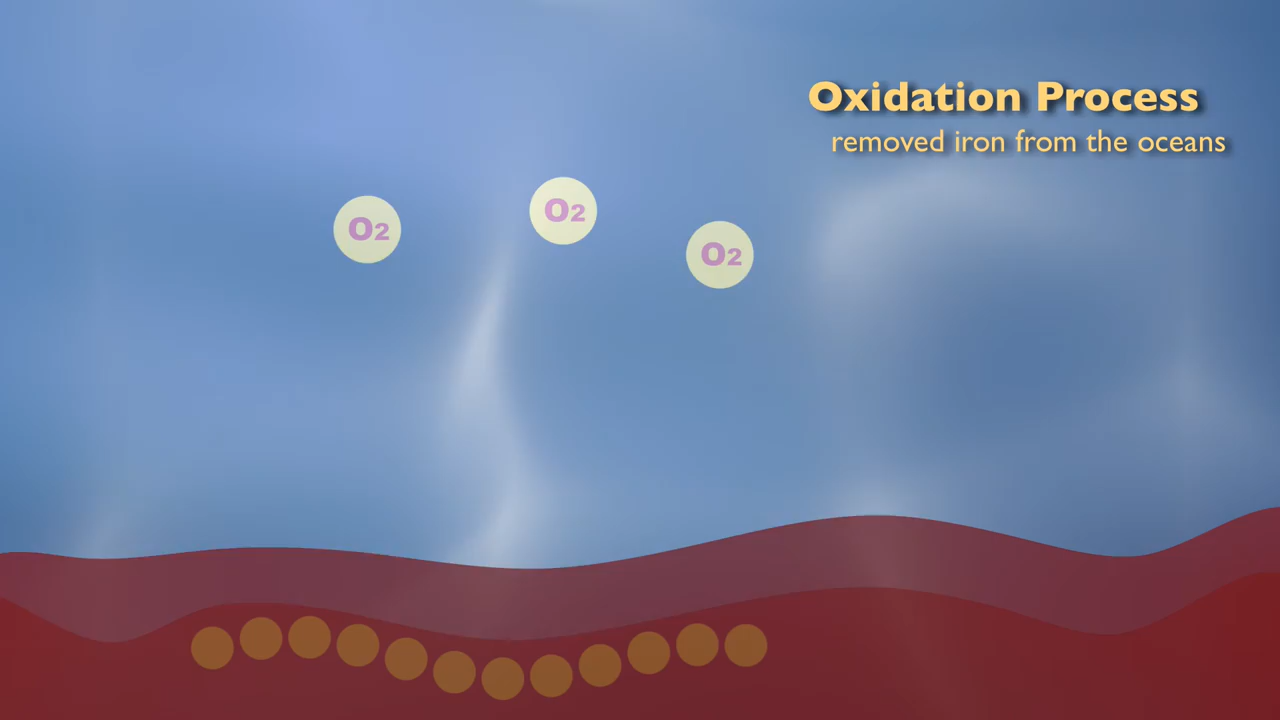 Oxidation Process
removed iron from the oceans
O2
O2
O2